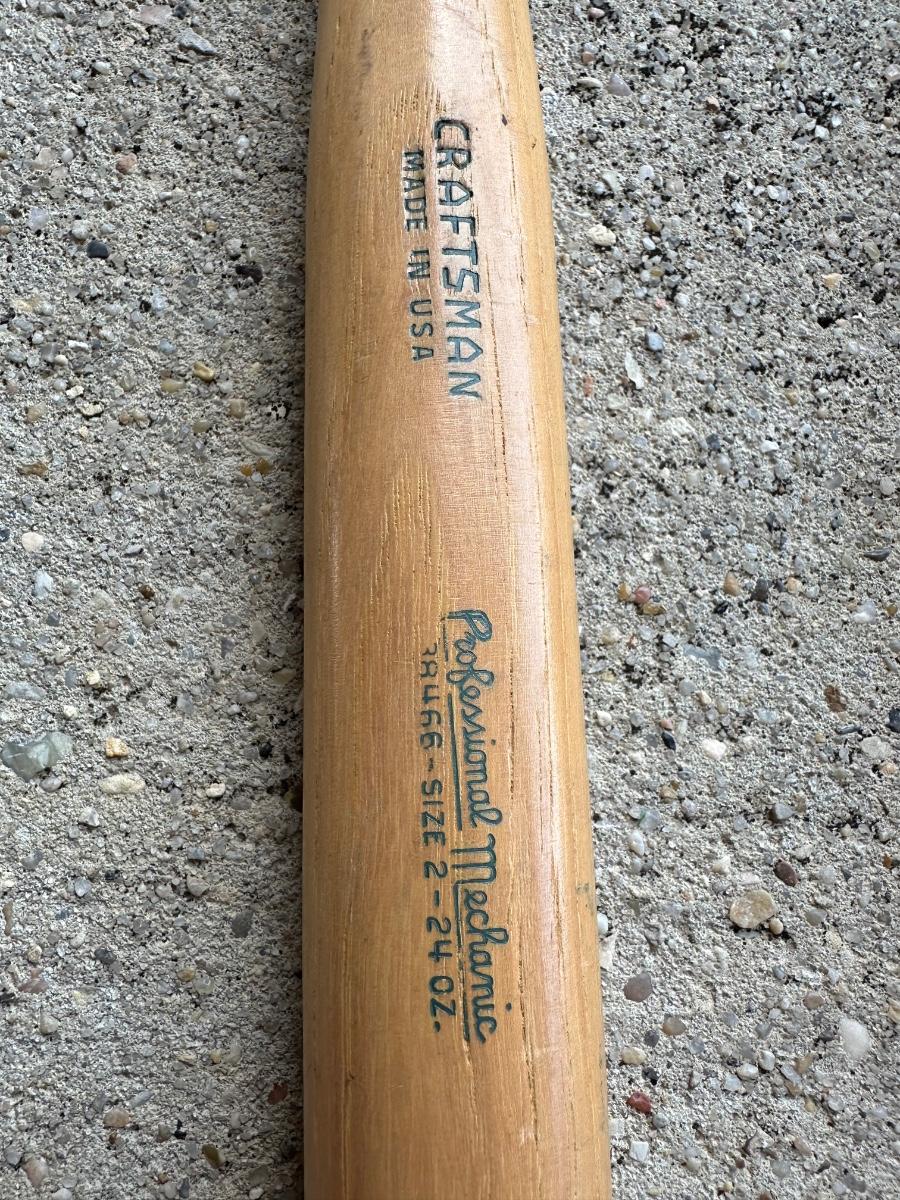 CRAFTSMAN
MADE IN USA
Professional Mechanic
38466-SIZE 2-24 OZ.